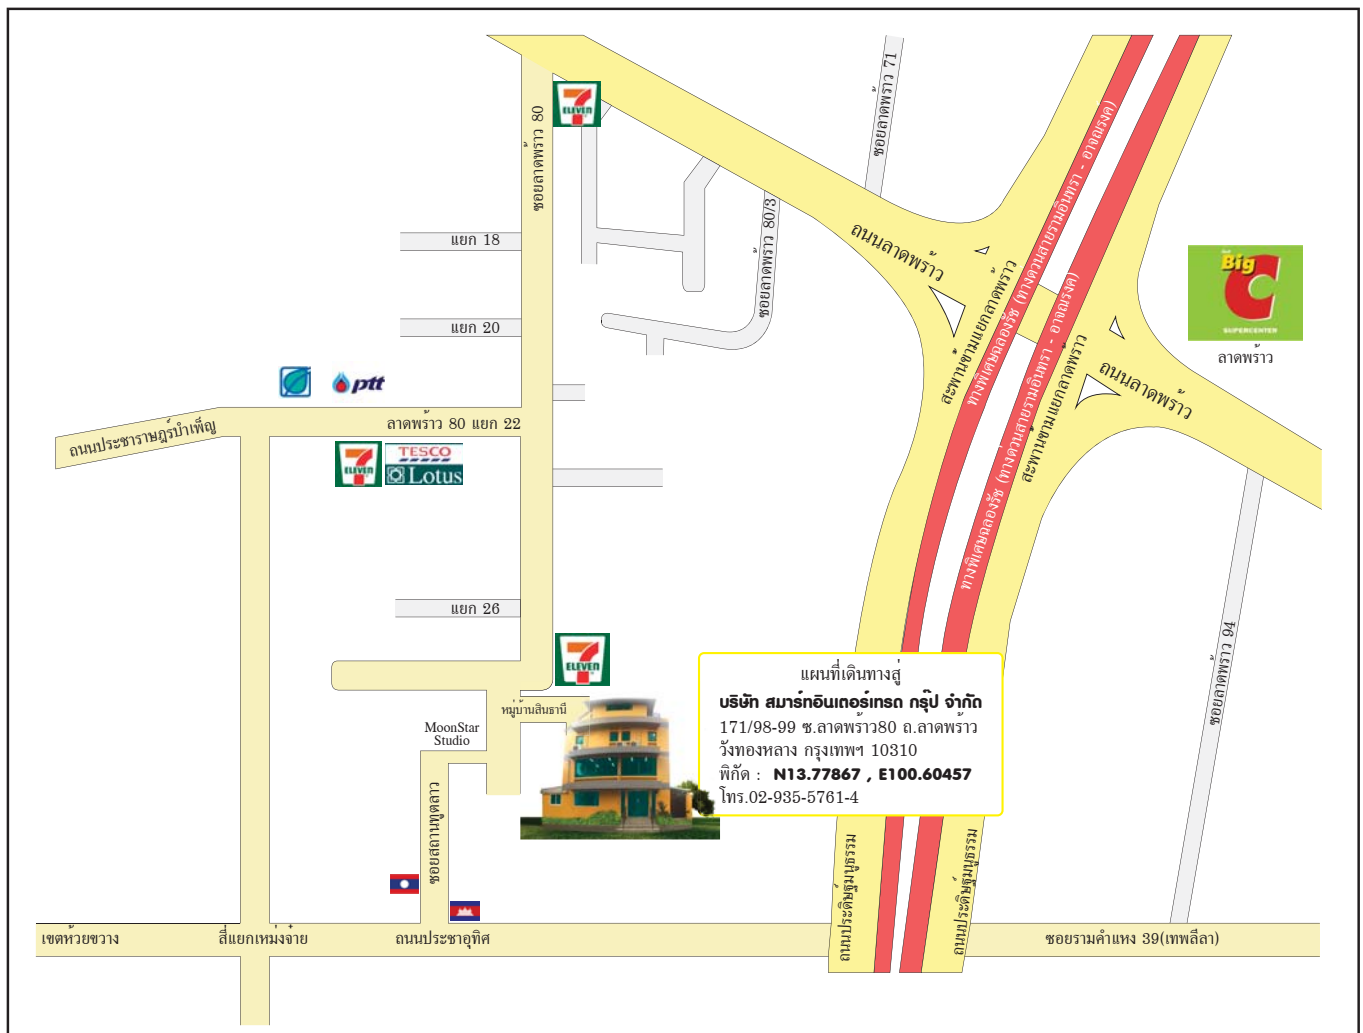 7
ELEVEN
ซอยลาดพร้าว 80
ซอยลาดพร้าว 71
ทางพิเศษฉลองรัช (ทางด่วนสายรามอินทรา - อาจณรงค์)
แยก 18
ซอยลาดพร้าว 80/3
ถนนลาดพร้าว
สะพานข้ามแยกลาดพร้าว
Big
C
SUPERCENTER
ลาดพร้าว
แยก 20
ทางพิเศษฉลองรัช (ทางด่วนสายรามอินทรา - อาจณรงค์)
สะพานข้ามแยกลาดพร้าว
ถนนลาดพร้าว
ptt
ถนนประชาราษฎร์บำเพ็ญ
ลาดพร้าว 80 แยก 22
7
ELEVEN
TESCO
Lotus
แยก 26
7
ELEVEN
ซอยลาดพร้าว 94
แผนที่เดินทางสู่
บริษัท สมาร์ทอินเตอร์เทรด กรุ๊ป จำกัด
171/98-99 ซ.ลาดพร้าว80 ถ.ลาดพร้าว
วังทองหลาง กรุงเทพฯ 10310
พิกัด : N13.77867 , E100.60457
โทร.02-935-5761-4
หมู่บ้านสินธานี
MoonStar
Studio
ซอยสถานทูตลาว
ถนนประดิษฐ์มนูธรรม
ถนนประดิษฐ์มนูธรรม
เขตห้วยขวาง
สี่แยกเหม่งจ๋าย
ถนนประชาอุทิศ
ซอยรามคำแหง 39(เทพลีลา)